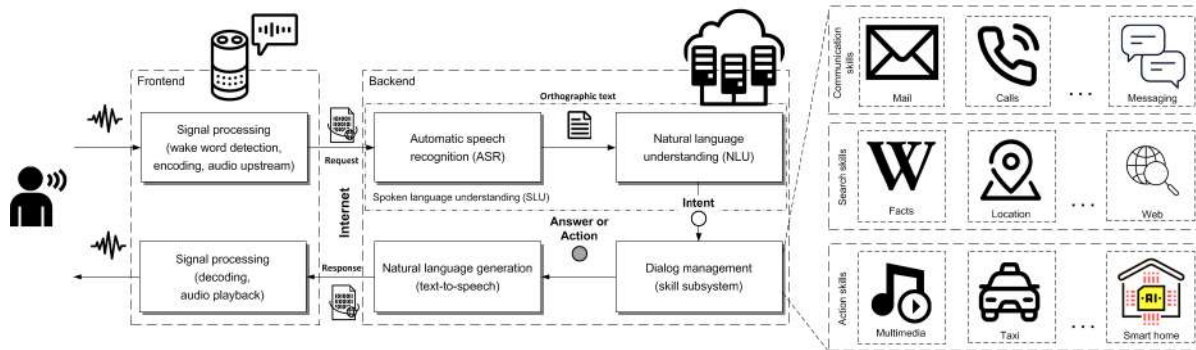 Frontend
Backend
Orthographic text
Signal processing
(wake word detection,
encoding, audio upstream)
Request
Automatic speech
recognition (ASR)
Natural language
understanding (NLU)
Spoken language understanding (SLU)
Internet
Intent
Answer or
Action
Signal processing
(decoding,
audio playback)
Response
Natural language generation
(text-to-speech)
Dialog management
(skill subsystem)
Communication
skills
Mail
Calls
...
Messaging
Search skills
W
Facts
Location
...
Web
Action skills
Multimedia
Taxi
...
AI
Smart home